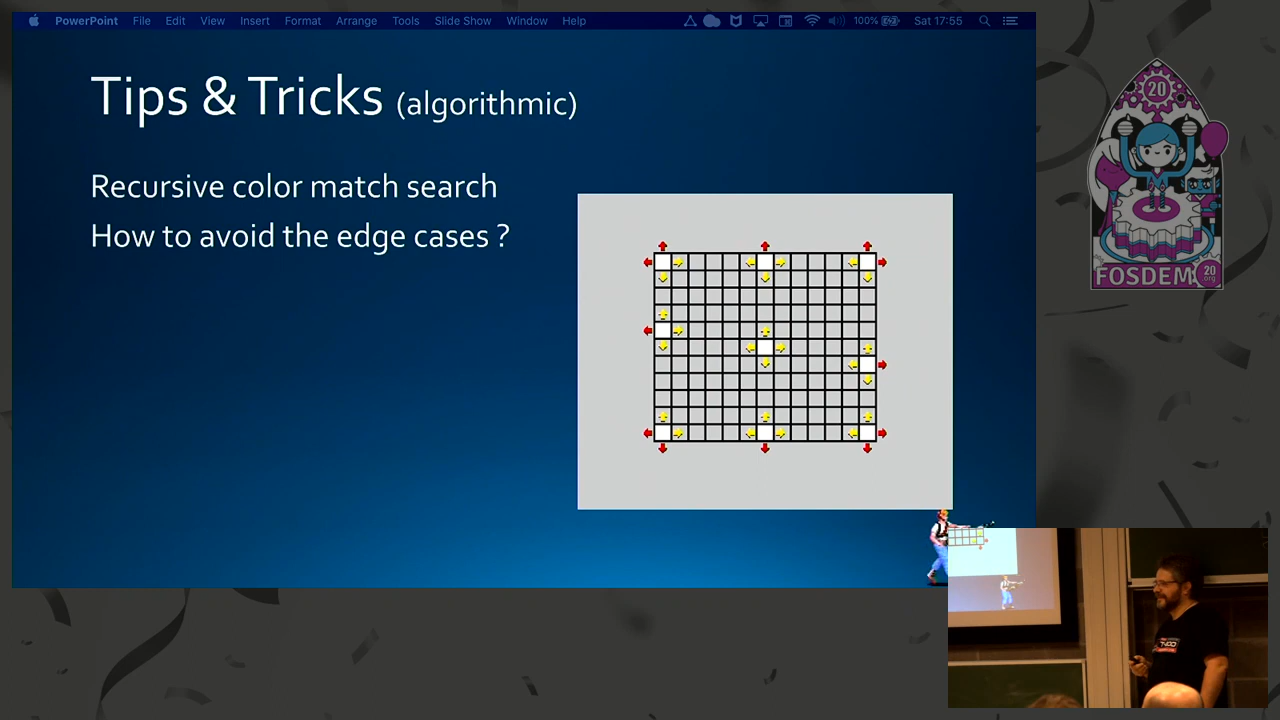 PowerPoint File Edit View Insert Format Arrange Tools Slide Show Window Help 100% Sat 17:55
Tips & Tricks (algorithmic)
Recursive color match search
How to avoid the edge cases ?
20
FOSDEM 20
.org